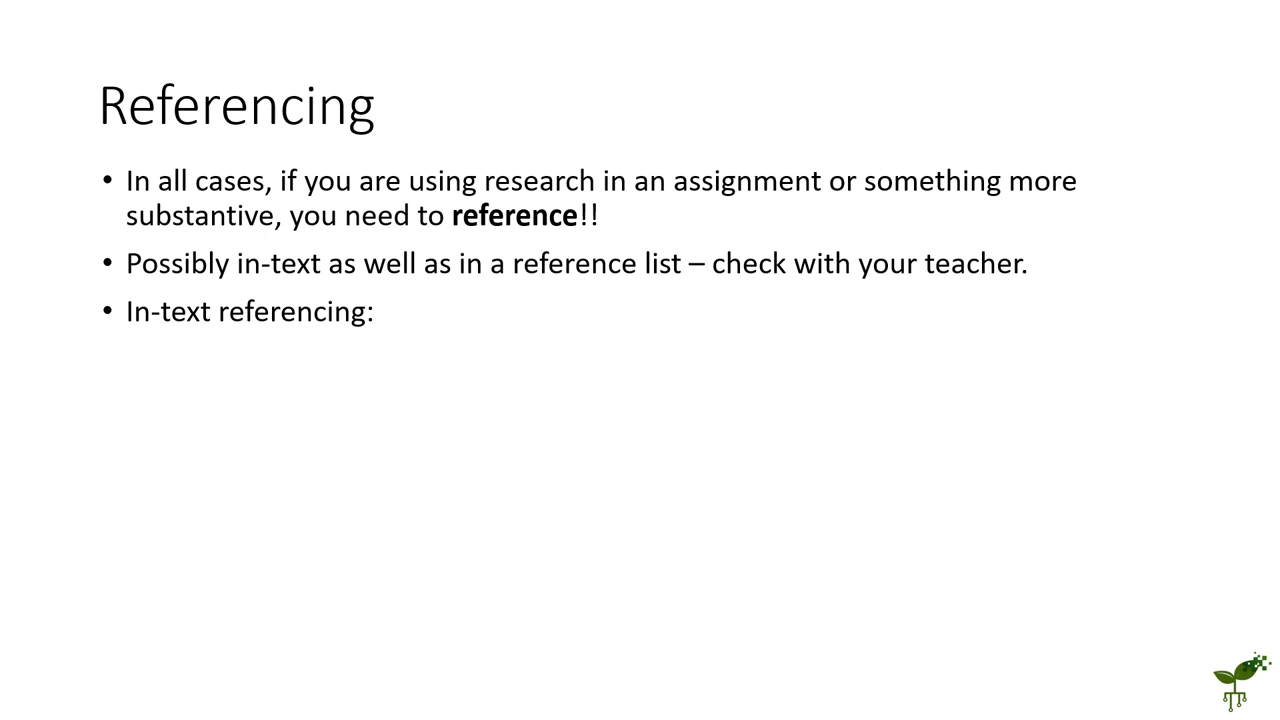 Referencing
• In all cases, if you are using research in an assignment or something more
substantive, you need to reference!!
• Possibly in-text as well as in a reference list – check with your teacher.
• In-text referencing: